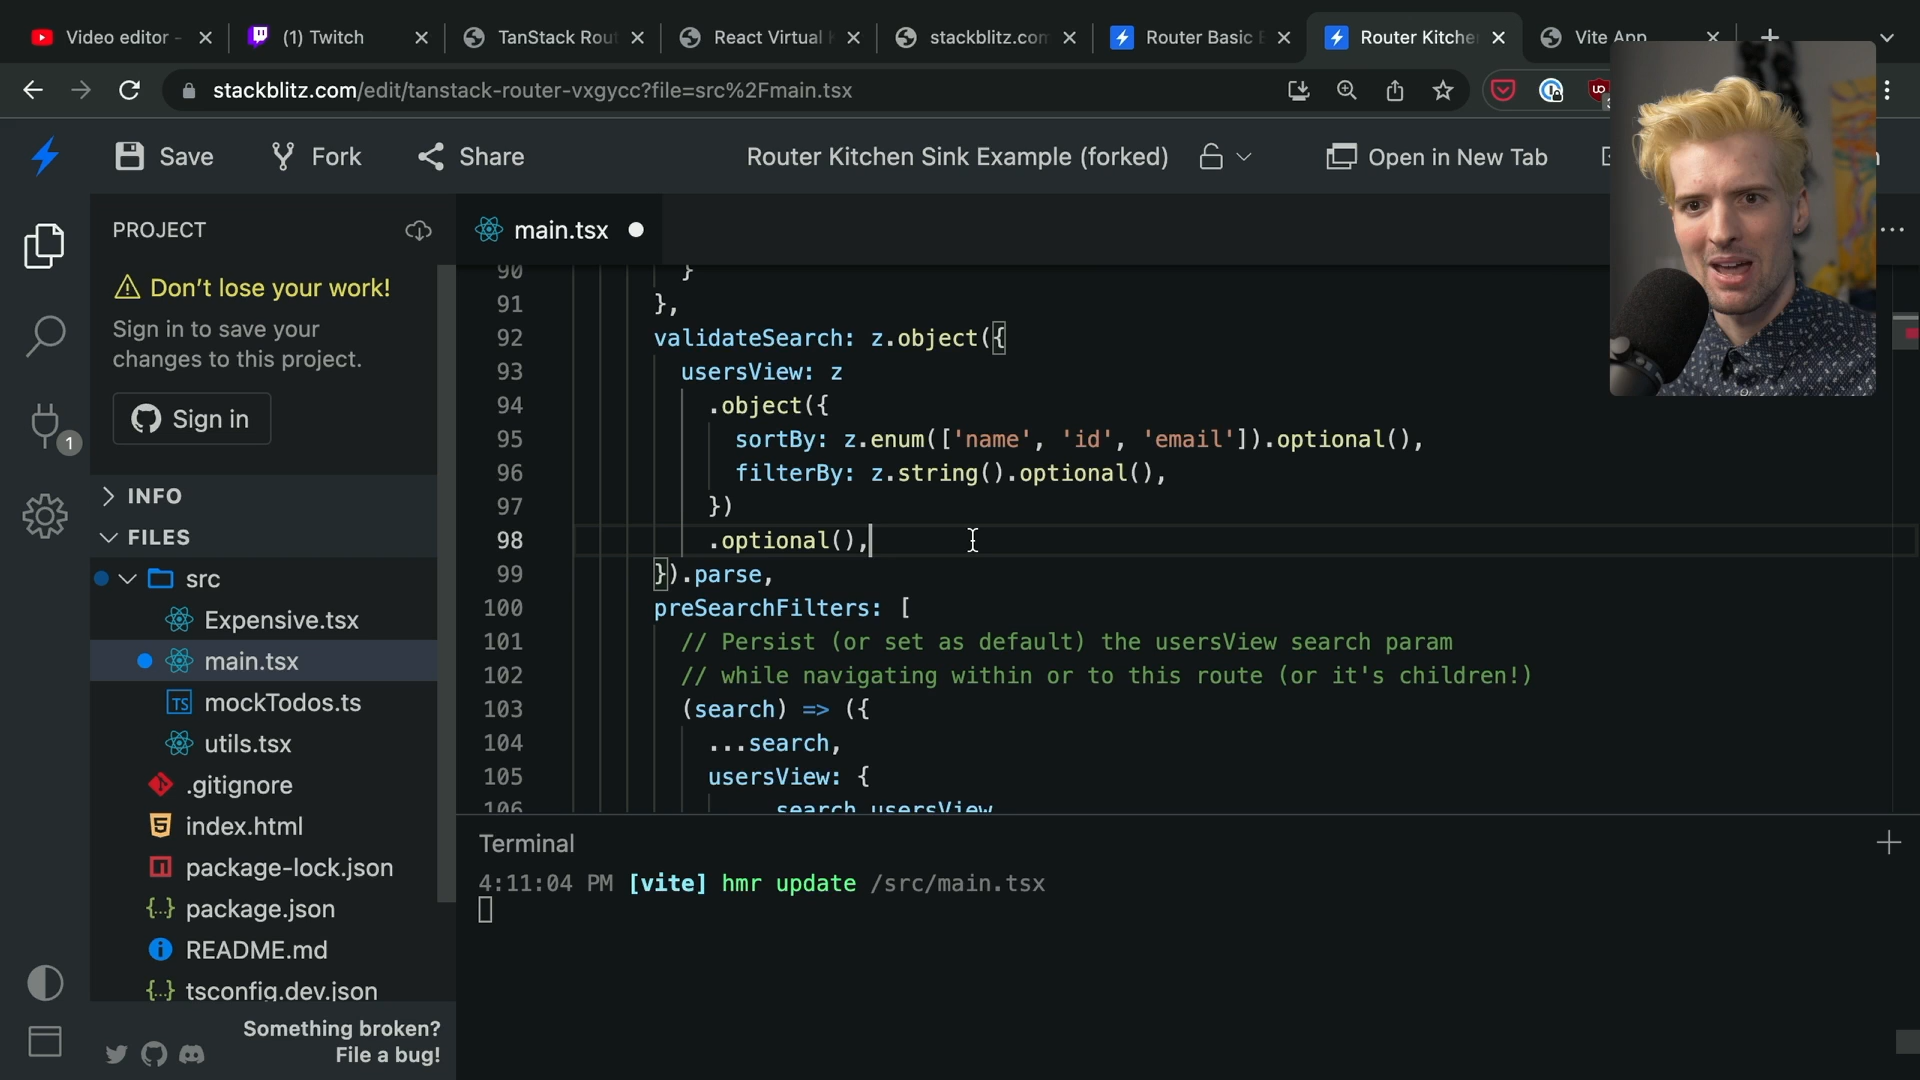 Video editor -
(1) Twitch
TanStack Rou
React Virtual
stackblitz.com
Router Basic E
Router Kitche
Vite App
stackblitz.com/edit/tanstack-router-vxgycc?file=src%2Fmain.tsx
Save
Fork
Share
Router Kitchen Sink Example (forked)
Open in New Tab
PROJECT
Don't lose your work!
Sign in to save your
changes to this project.
Sign in
1
INFO
FILES
src
Expensive.tsx
main.tsx
TS mockTodos.ts
utils.tsx
.gitignore
index.html
package-lock.json
{...} package.json
README.md
{...} tsconfig.dev.json
Something broken?
File a bug!
main.tsx
90 }
91 },
92 validateSearch: z.object({
93 usersView: z
94 .object({
95 sortBy: z.enum(['name', 'id', 'email']).optional(),
96 filterBy: z.string().optional(),
97 })
98 .optional(),
99 }).parse,
100 preSearchFilters: [
101 // Persist (or set as default) the usersView search param
102 // while navigating within or to this route (or it's children!)
103 (search) => ({
104 ...search,
105 usersView: {
106 search.usersView
Terminal
4:11:04 PM [vite] hmr update /src/main.tsx